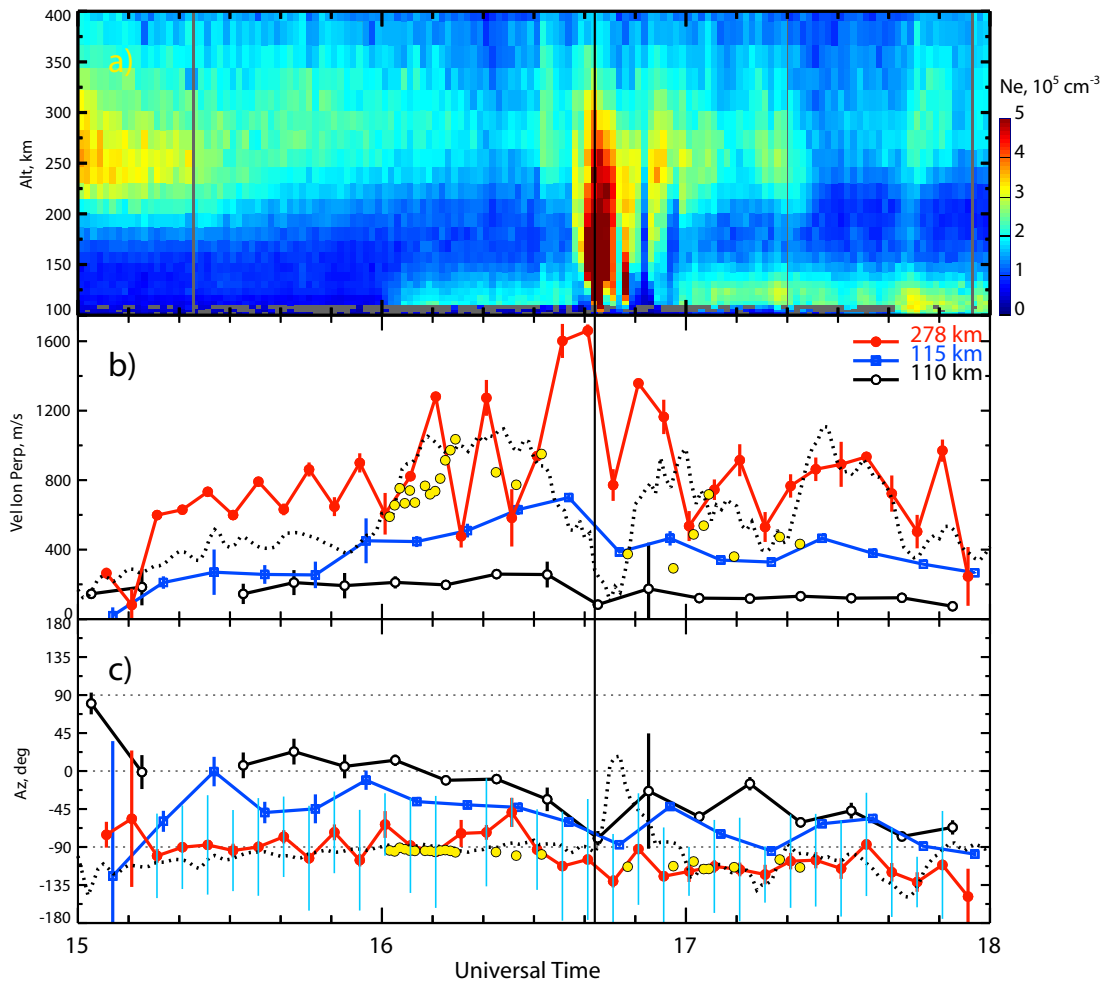 400
350
300
250
200
150
100
Alt, km
a)
Ne, 10⁵ cm⁻³
5
4
3
2
1
0
1600
1200
800
400
0
Vel Ion Perp, m/s
b)
278 km
115 km
110 km
180
135
90
45
0
-45
-90
-135
-180
Az, deg
c)
15 16 17 18
Universal Time